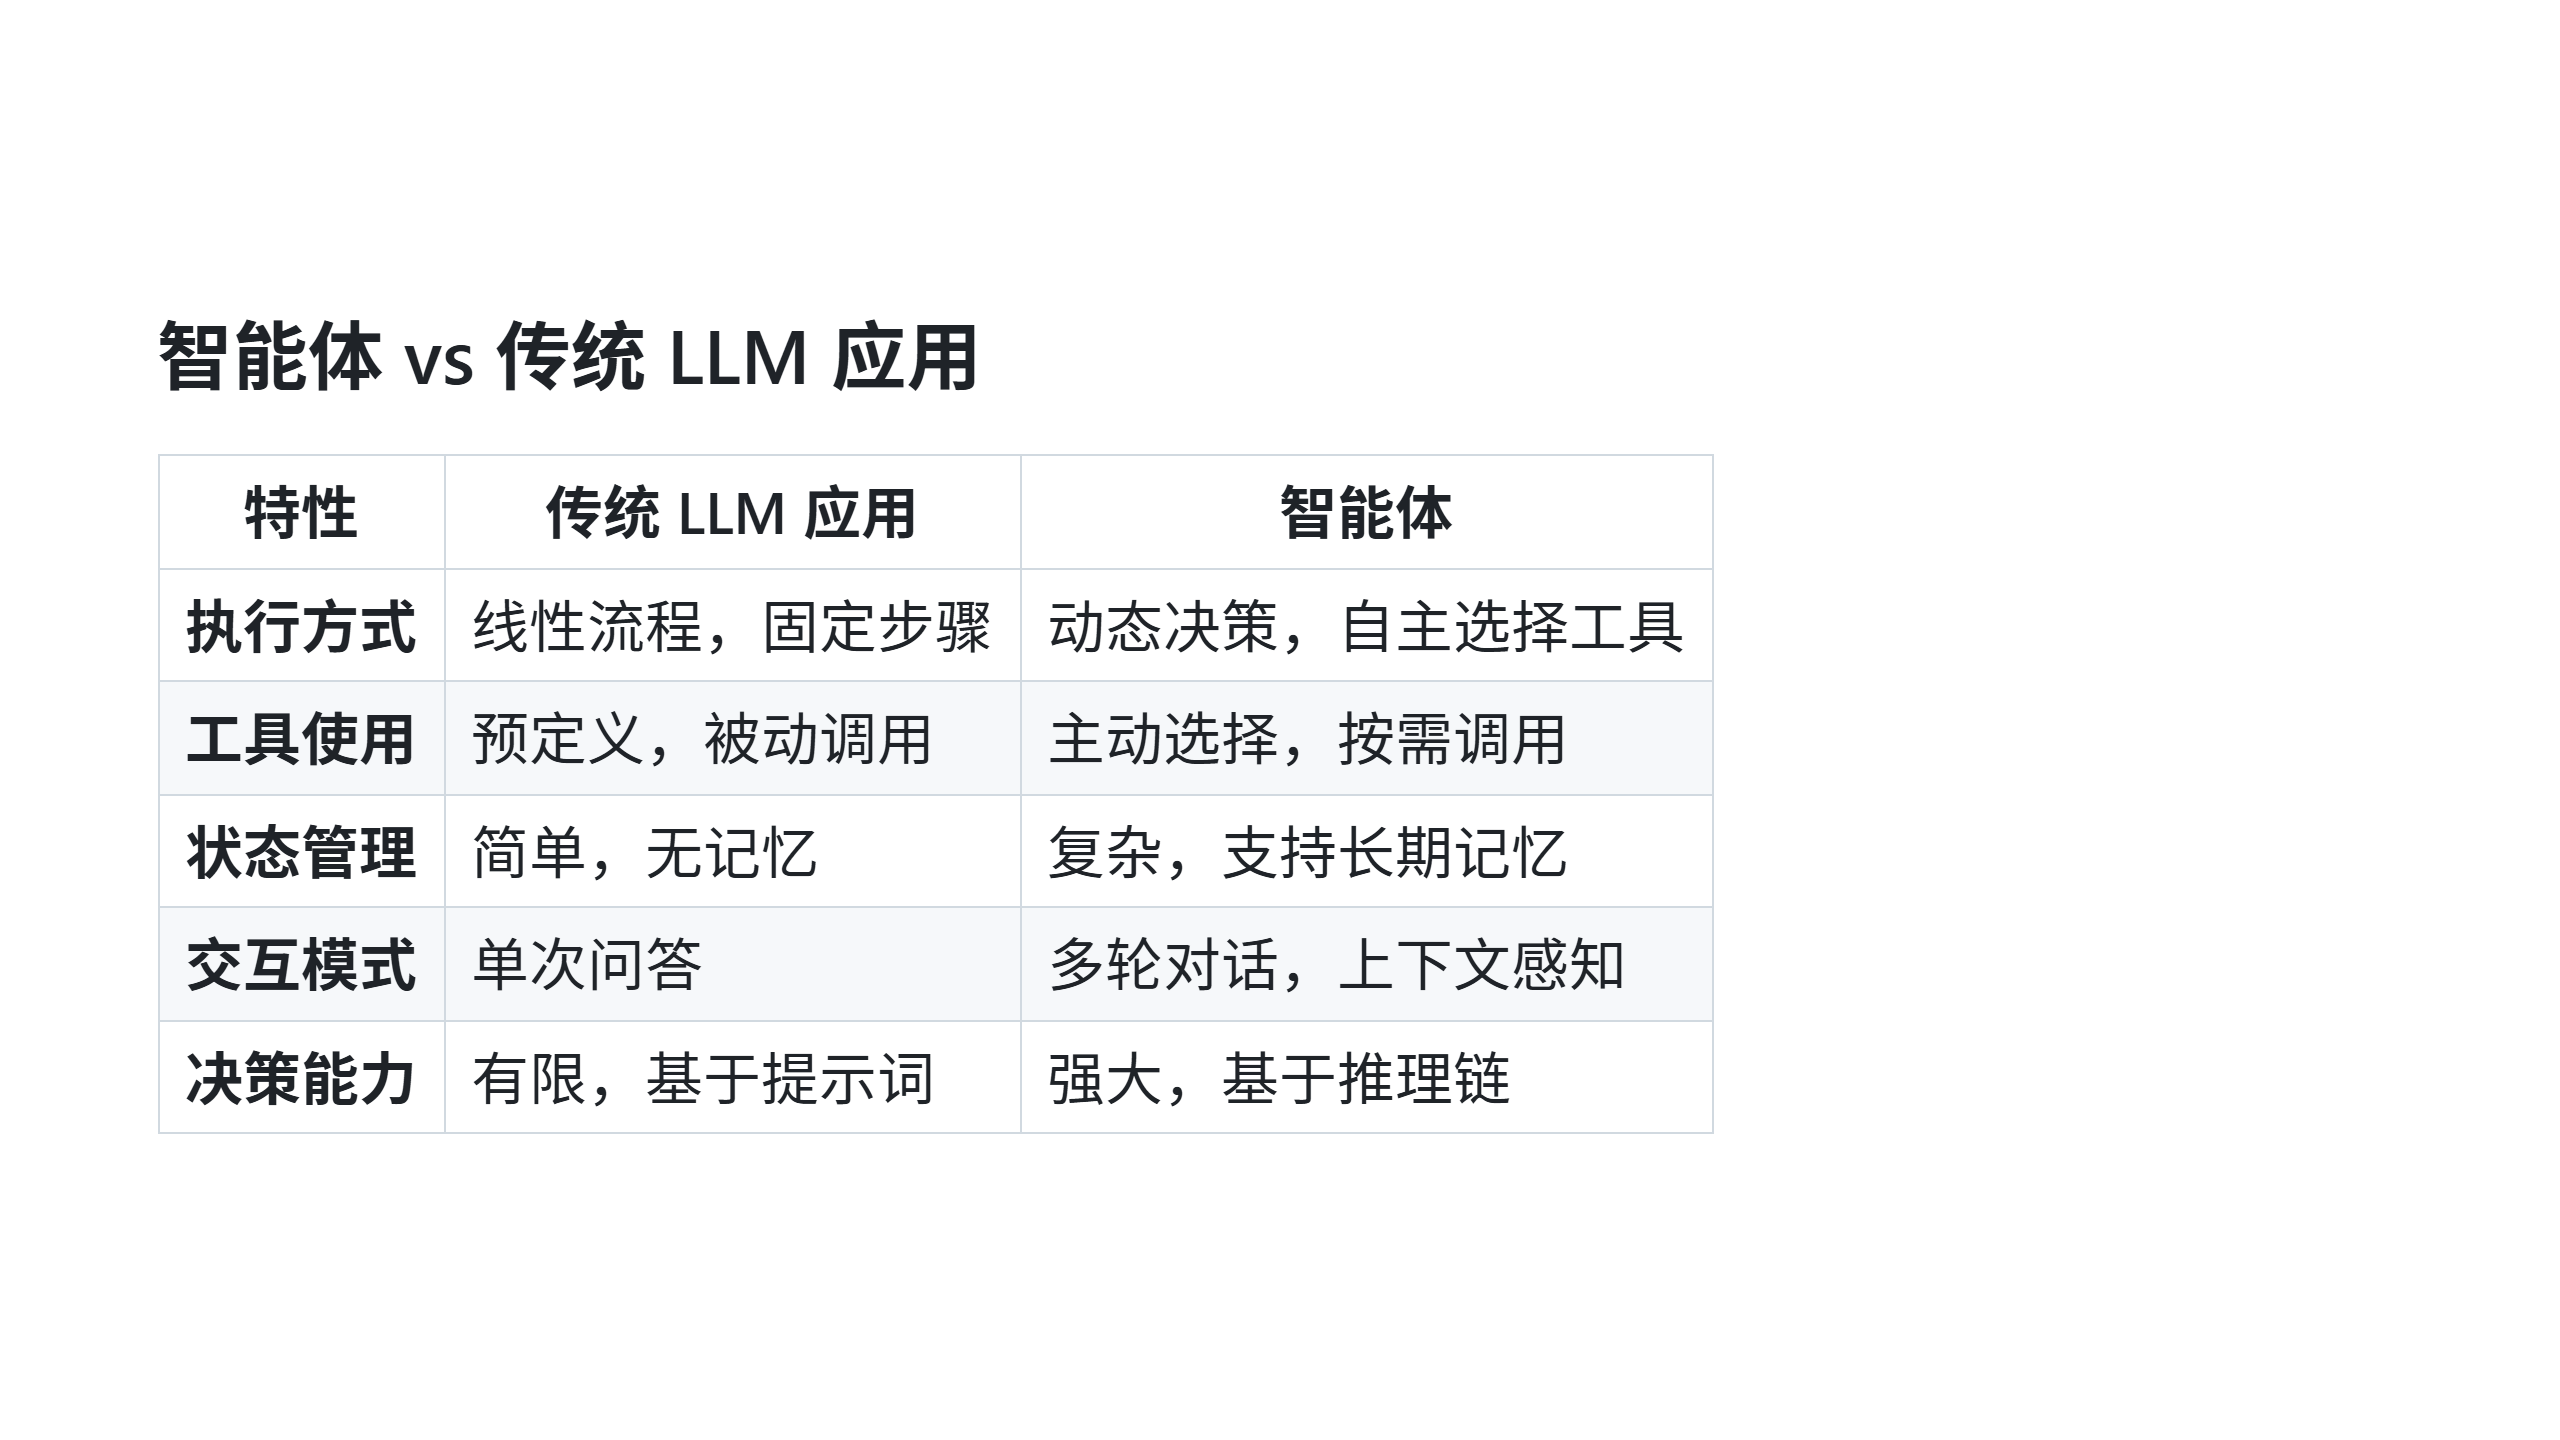 智能体 vs 传统 LLM 应用
特性 传统 LLM 应用 智能体
执行方式 线性流程，固定步骤 动态决策，自主选择工具
工具使用 预定义，被动调用 主动选择，按需调用
状态管理 简单，无记忆 复杂，支持长期记忆
交互模式 单次问答 多轮对话，上下文感知
决策能力 有限，基于提示词 强大，基于推理链